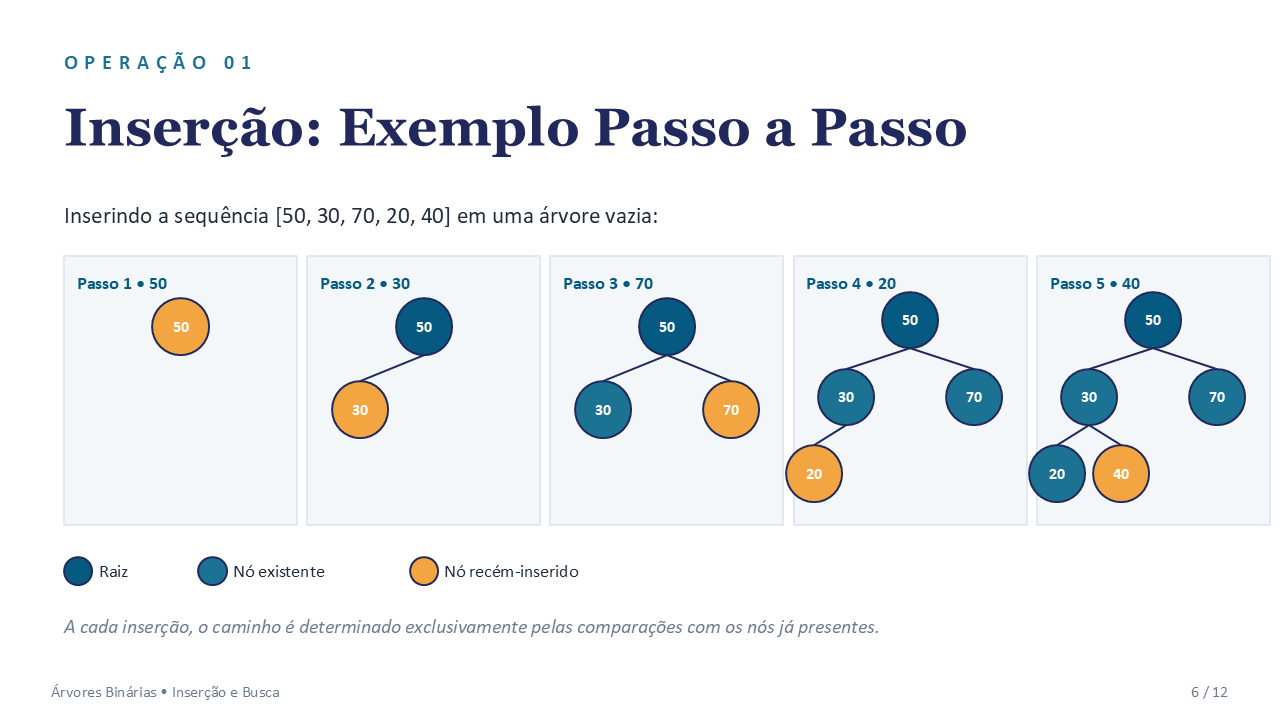 OPERAÇÃO 01
Inserção: Exemplo Passo a Passo
Inserindo a sequência [50, 30, 70, 20, 40] em uma árvore vazia:
Passo 1 • 50
50
Passo 2 • 30
50
30
Passo 3 • 70
50
30
70
Passo 4 • 20
50
30
70
20
Passo 5 • 40
50
30
70
20
40
Raiz
Nó existente
Nó recém-inserido
A cada inserção, o caminho é determinado exclusivamente pelas comparações com os nós já presentes.
Árvores Binárias • Inserção e Busca
6 / 12